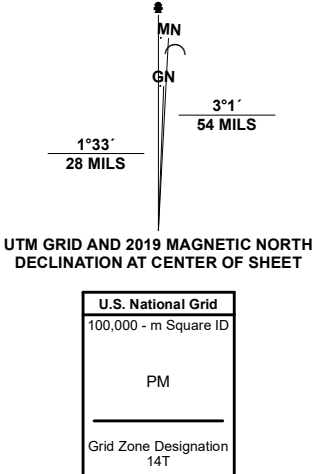 MN
GN
3°1´
54 MILS
1°33´
28 MILS
UTM GRID AND 2019 MAGNETIC NORTH
DECLINATION AT CENTER OF SHEET
U.S. National Grid
100,000 - m Square ID
PM
Grid Zone Designation
14T